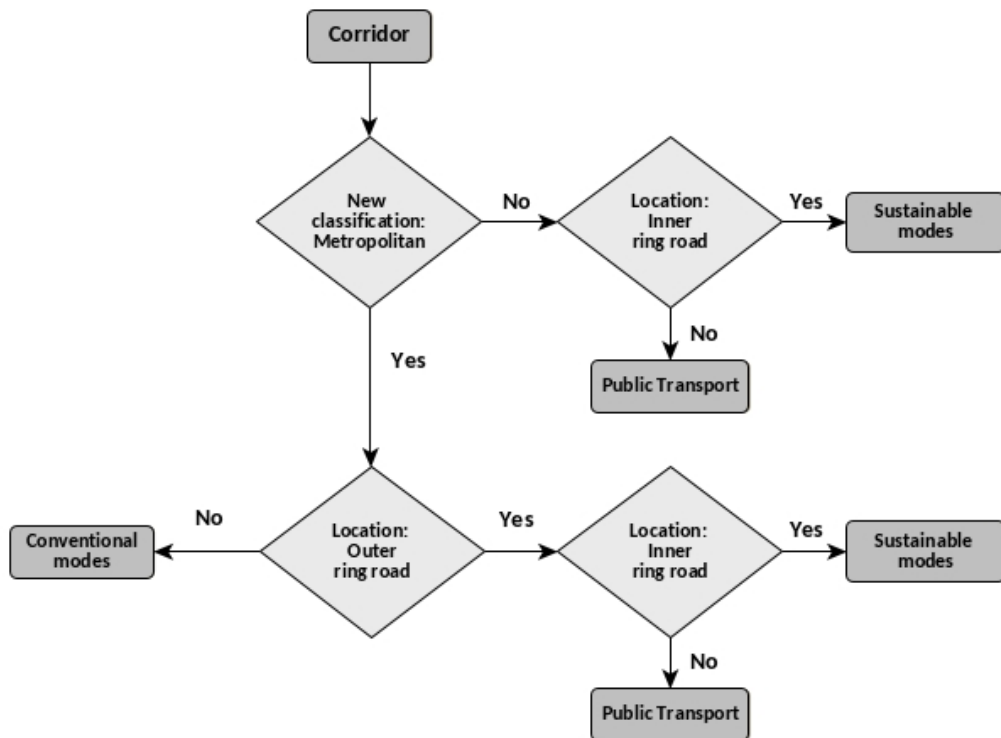 Corridor
New
classification:
Metropolitan
No
Location:
Inner
ring road
Yes
Sustainable
modes
No
Public Transport
Yes
Location:
Outer
ring road
No
Conventional
modes
Yes
Location:
Inner
ring road
Yes
Sustainable
modes
No
Public Transport